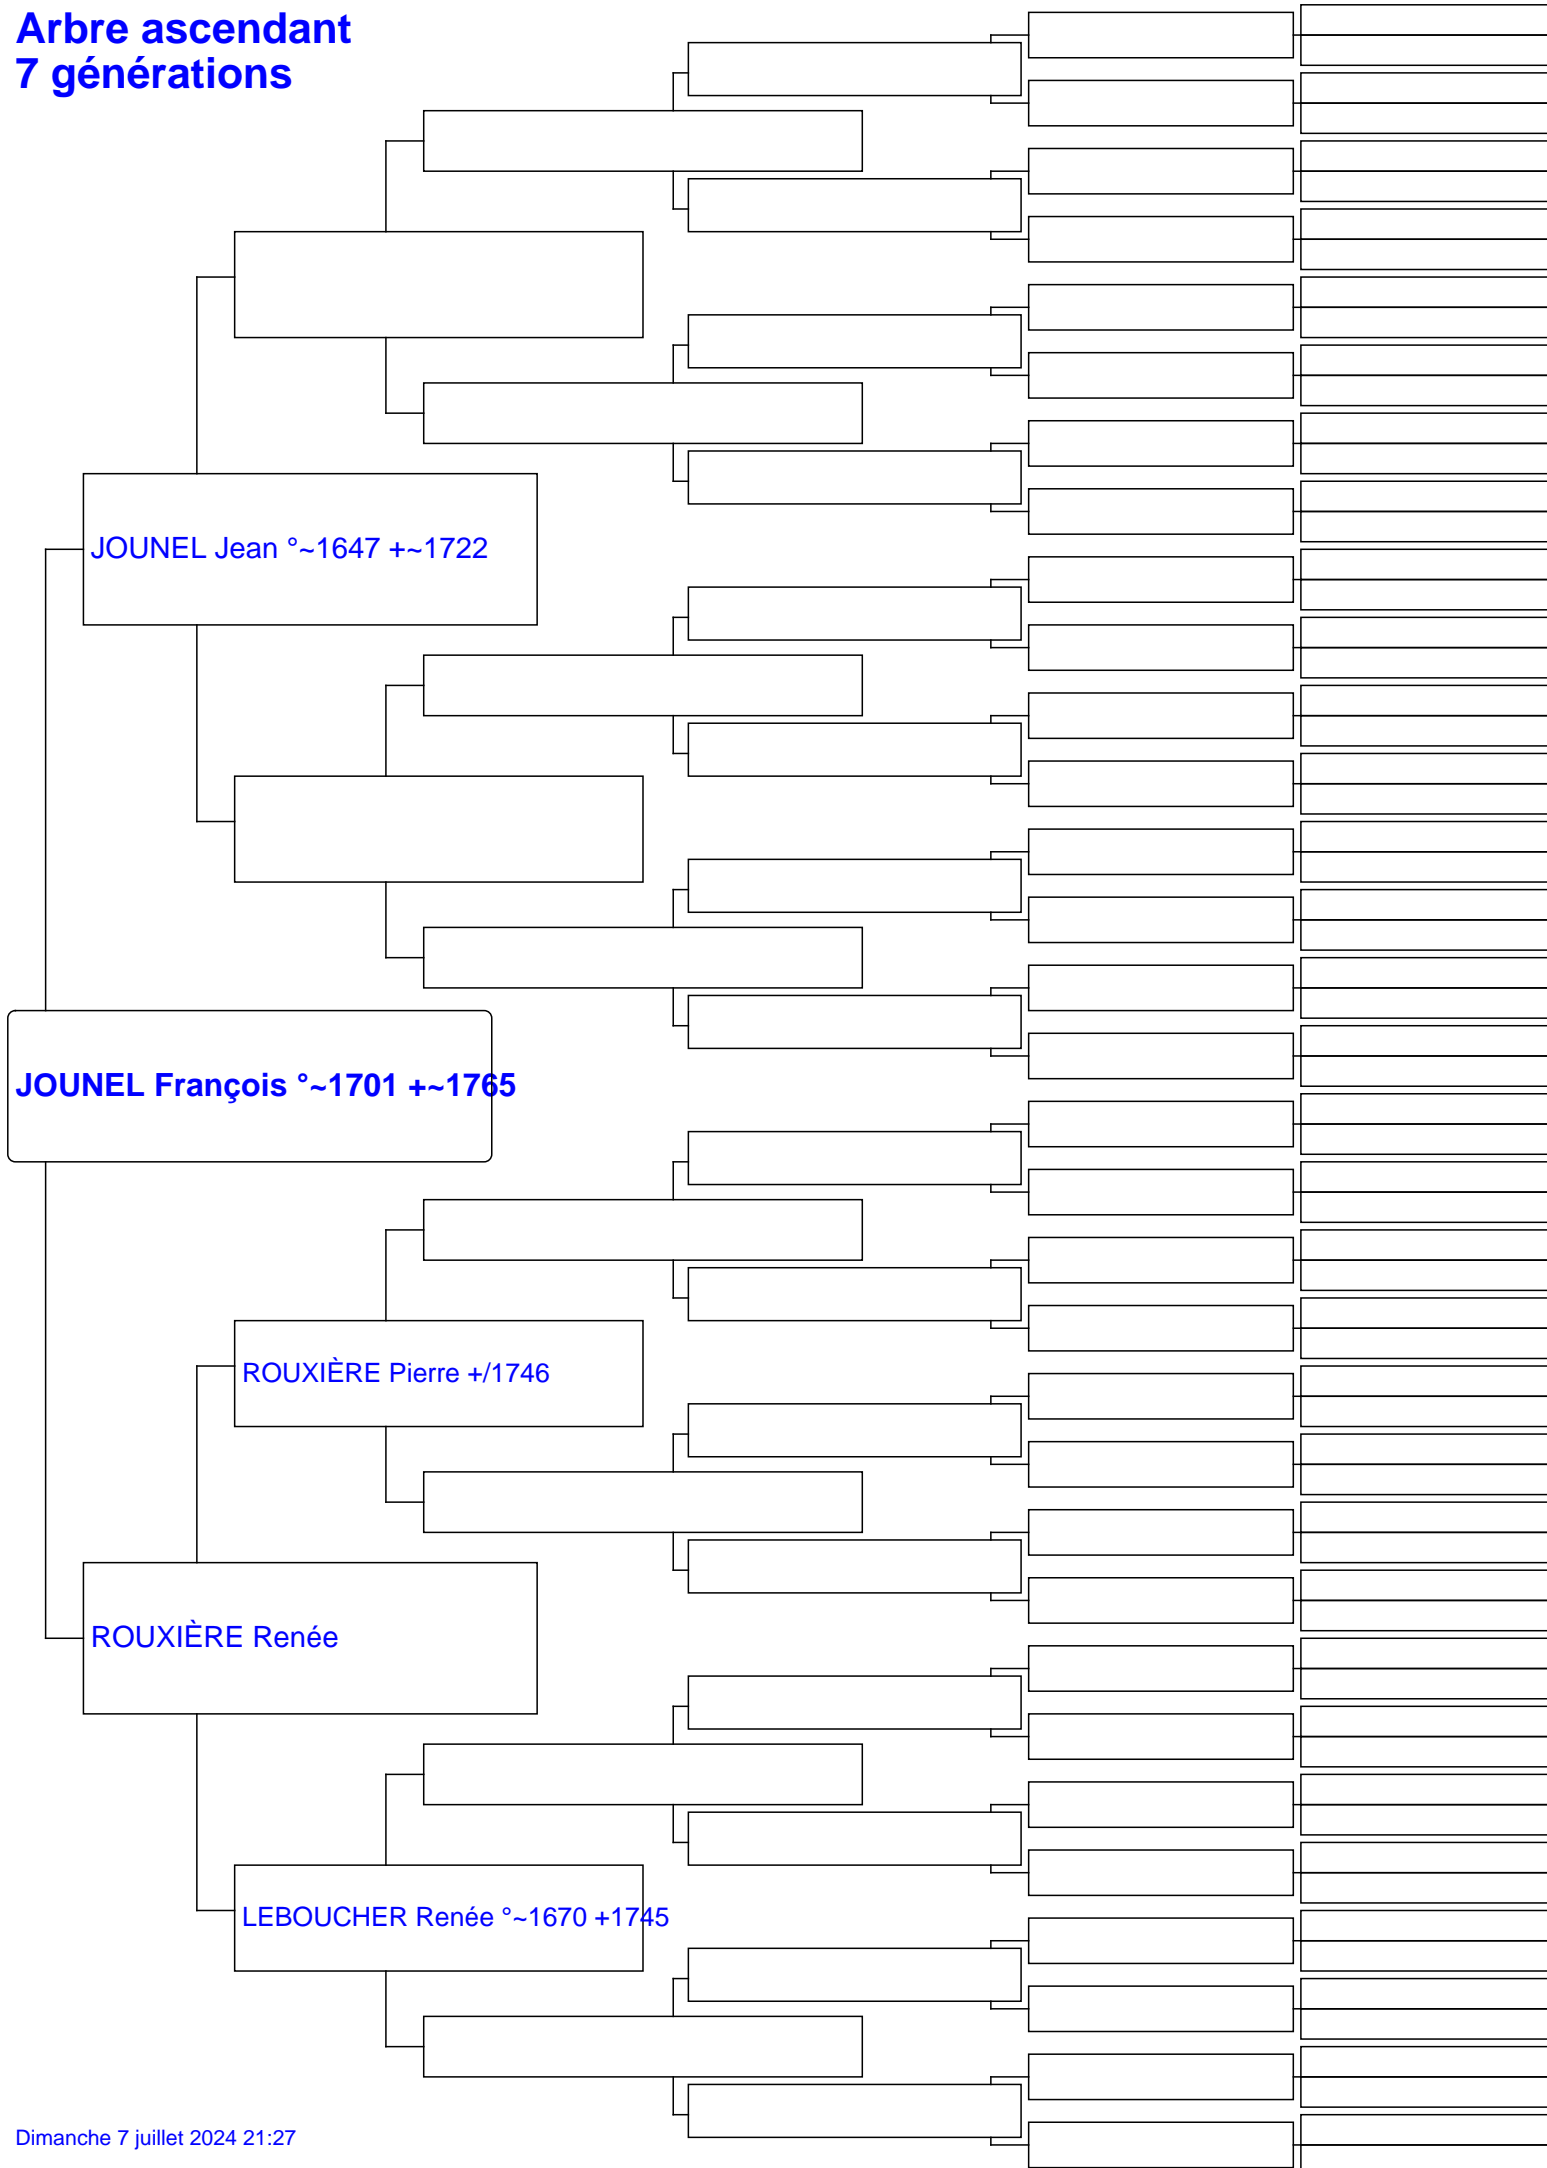 Arbre ascendant
7 générations
JOUNEL Jean °~1647 +~1722
JOUNEL François °~1701 +~1765
ROUXIÈRE Pierre +/1746
ROUXIÈRE Renée
LEBOUCHER Renée °~1670 +1745
Dimanche 7 juillet 2024 21:27